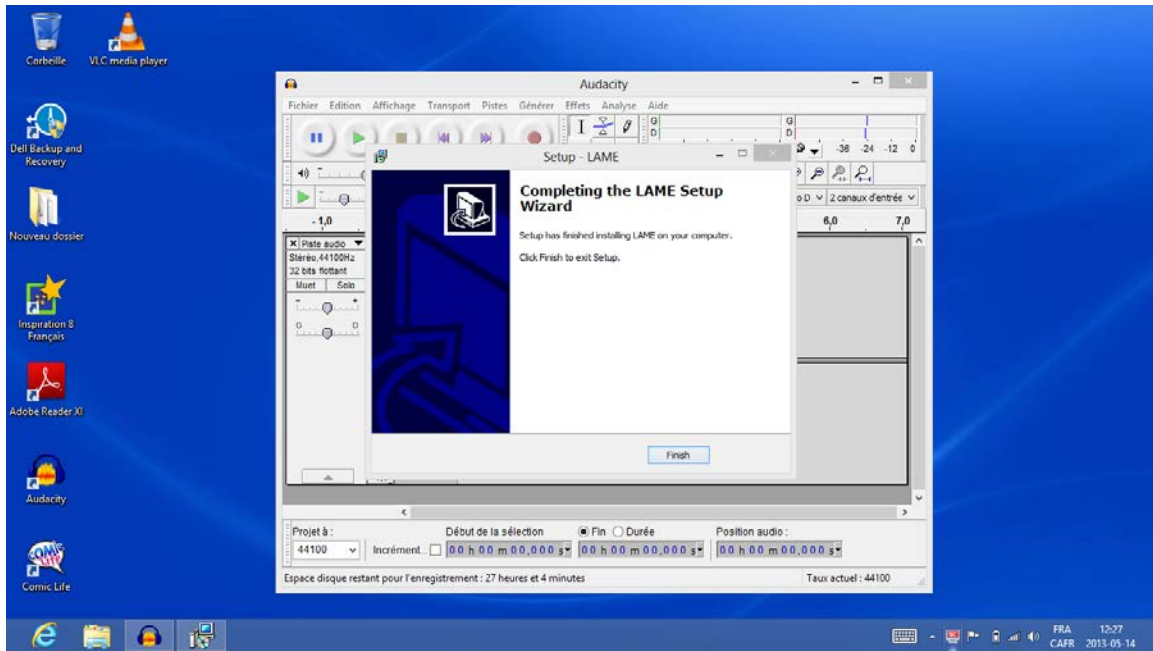 Corbeille
VLC media player
Dell Backup and
Recovery
Nouveau dossier
Inspiration 8
Français
Adobe Reader XI
Audacity
Comic Life
Audacity
Fichier Edition Affichage Transport Pistes Générer Effets Analyse Aide
G G
D D
-36 -24 -12 0
2 canaux d'entrée
- 1,0 6,0 7,0
Piste audio
Stéréo,44100Hz
32 bits flottant
Muet Solo
- +
G D
Setup - LAME
Completing the LAME Setup
Wizard
Setup has finished installing LAME on your computer.
Click Finish to exit Setup.
Finish
Projet à : Début de la sélection Fin Durée Position audio :
44100 Incrément... 00 h 00 m 00,000 s 00 h 00 m 00,000 s 00 h 00 m 00,000 s
Espace disque restant pour l'enregistrement : 27 heures et 4 minutes Taux actuel : 44100
FRA 12:27
CAFR 2013-05-14